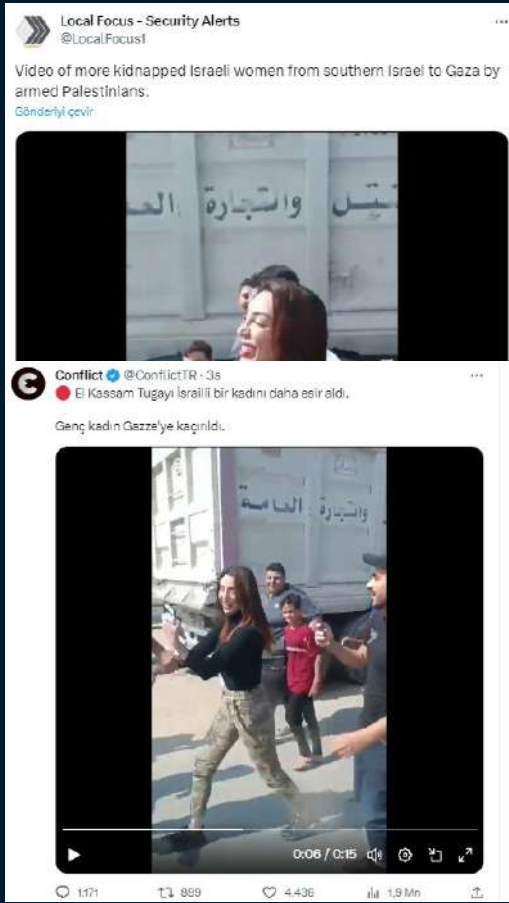 Local Focus - Security Alerts
@LocalFocus1
Video of more kidnapped Israeli women from southern Israel to Gaza by
armed Palestinians.
Gönderiyi çevir
والتجارة
Conflict @ConflictTR · 3s
El Kassam Tugayı İsrailli bir kadını daha esir aldı.
Genç kadın Gazze'ye kaçırıldı.
والتجارة العامة
0:06 / 0:15
1.171 889 4.436 1,9 Mn